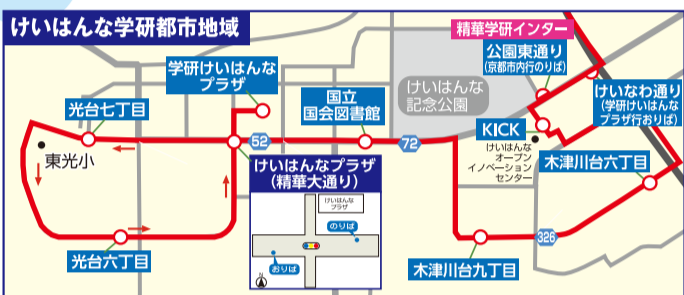 けいはんな学研都市地域
精華学研インター
公園東通り
(京都市内行のりば)
学研けいはんな
プラザ
国立
国会図書館
けいはんな
記念公園
けいなわ通り
(学研けいはんな
プラザ行おりば)
光台七丁目
52
72
KICK
けいはんな
オープン
イノベーション
センター
東光小
けいはんなプラザ
(精華大通り)
けいはんな
プラザ
のりば
おりば
N
木津川台六丁目
光台六丁目
木津川台九丁目
326